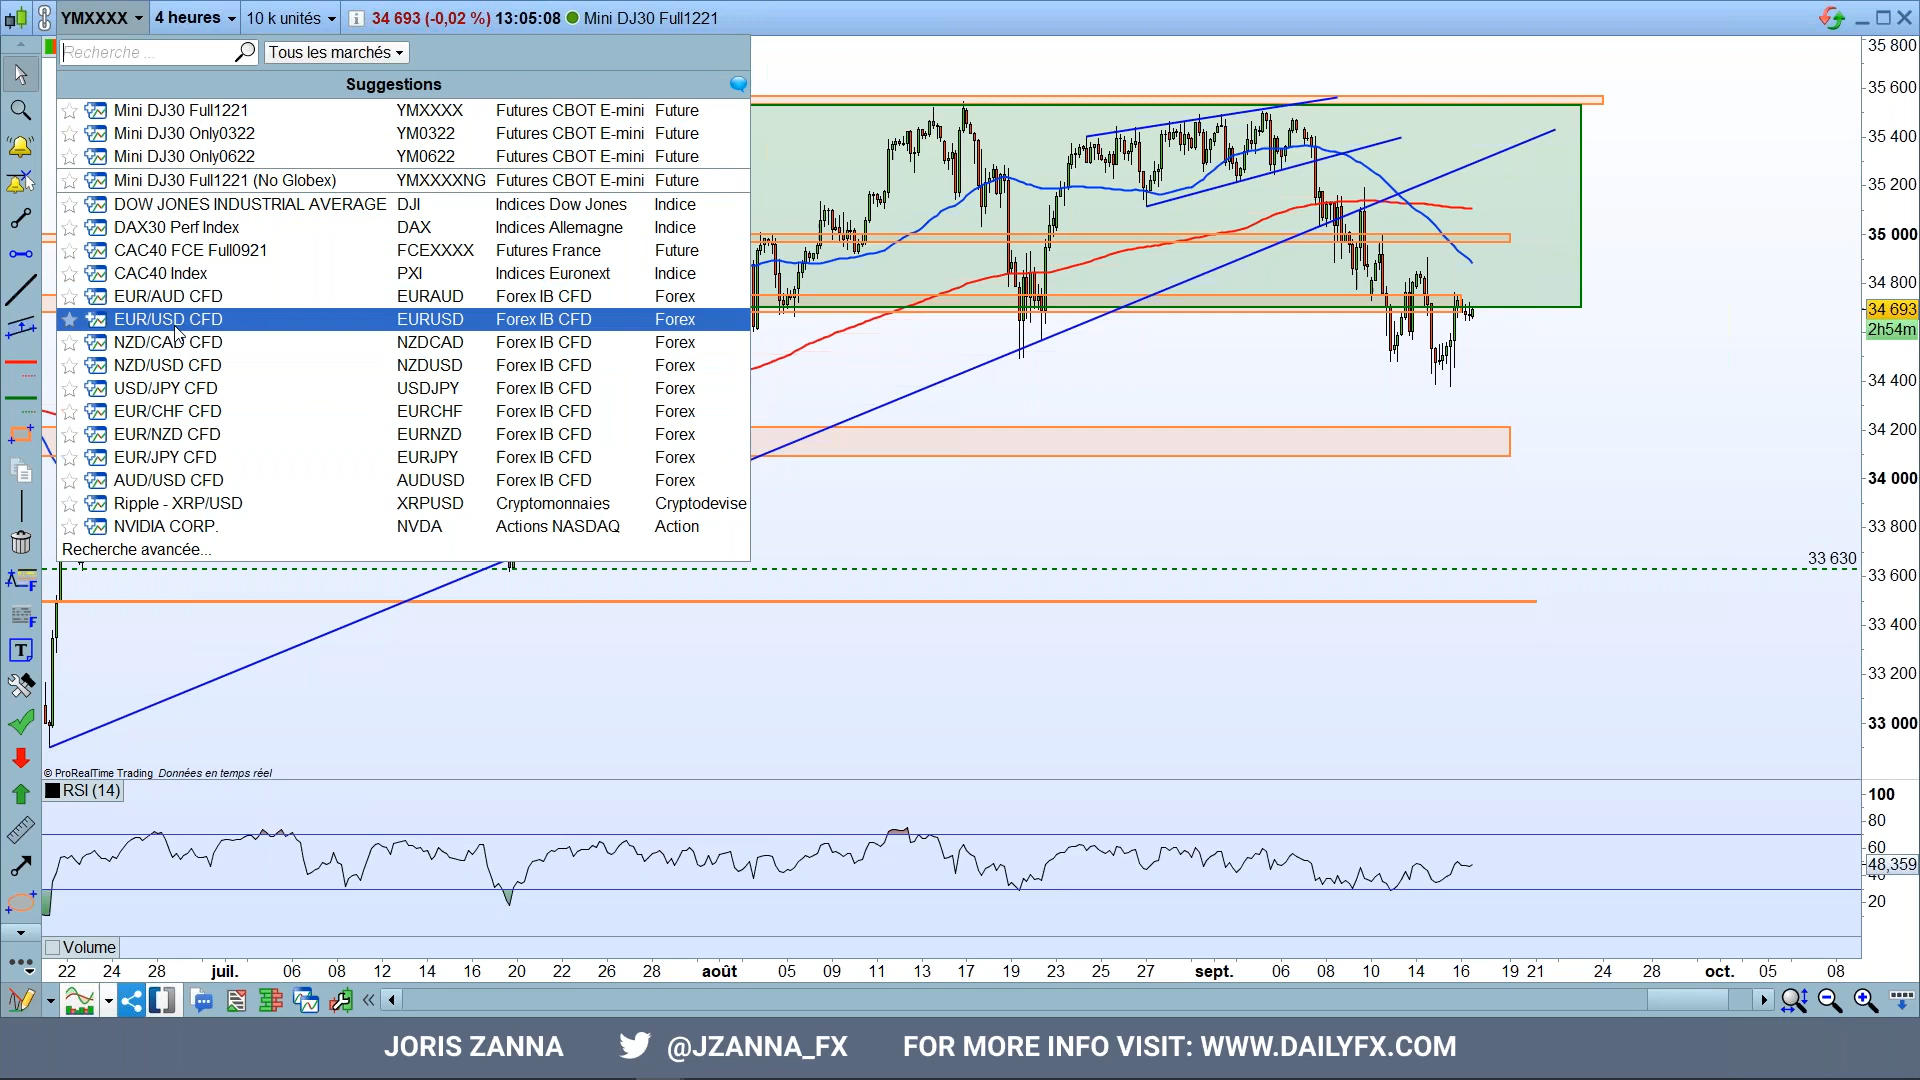 YMXXXX 4 heures 10 k unités 34 693 (-0,02 %) 13:05:08 Mini DJ30 Full1221
Recherche ... Tous les marchés
Suggestions
Mini DJ30 Full1221 YMXXXX Futures CBOT E-mini Future
Mini DJ30 Only0322 YM0322 Futures CBOT E-mini Future
Mini DJ30 Only0622 YM0622 Futures CBOT E-mini Future
Mini DJ30 Full1221 (No Globex) YMXXXXNG Futures CBOT E-mini Future
DOW JONES INDUSTRIAL AVERAGE DJI Indices Dow Jones Indice
DAX30 Perf Index DAX Indices Allemagne Indice
CAC40 FCE Full0921 FCEXXXX Futures France Future
CAC40 Index PXI Indices Euronext Indice
EUR/AUD CFD EURAUD Forex IB CFD Forex
EUR/USD CFD EURUSD Forex IB CFD Forex
NZD/CAD CFD NZDCAD Forex IB CFD Forex
NZD/USD CFD NZDUSD Forex IB CFD Forex
USD/JPY CFD USDJPY Forex IB CFD Forex
EUR/CHF CFD EURCHF Forex IB CFD Forex
EUR/NZD CFD EURNZD Forex IB CFD Forex
EUR/JPY CFD EURJPY Forex IB CFD Forex
AUD/USD CFD AUDUSD Forex IB CFD Forex
Ripple - XRP/USD XRPUSD Cryptomonnaies Cryptodevise
NVIDIA CORP. NVDA Actions NASDAQ Action
Recherche avancée...
35 800
35 600
35 400
35 200
35 000
34 800
34 693
2h54m
34 400
34 200
34 000
33 800
33 630
33 600
33 400
33 200
33 000
© ProRealTime Trading Données en temps réel
RSI (14)
100
80
60
48,359
40
20
Volume
22 24 28 juil. 06 08 12 14 16 20 22 26 28 août 05 09 11 13 17 19 23 25 27 sept. 06 08 10 14 16 19 21 24 28 oct. 05 08
JORIS ZANNA @JZANNA_FX FOR MORE INFO VISIT: WWW.DAILYFX.COM